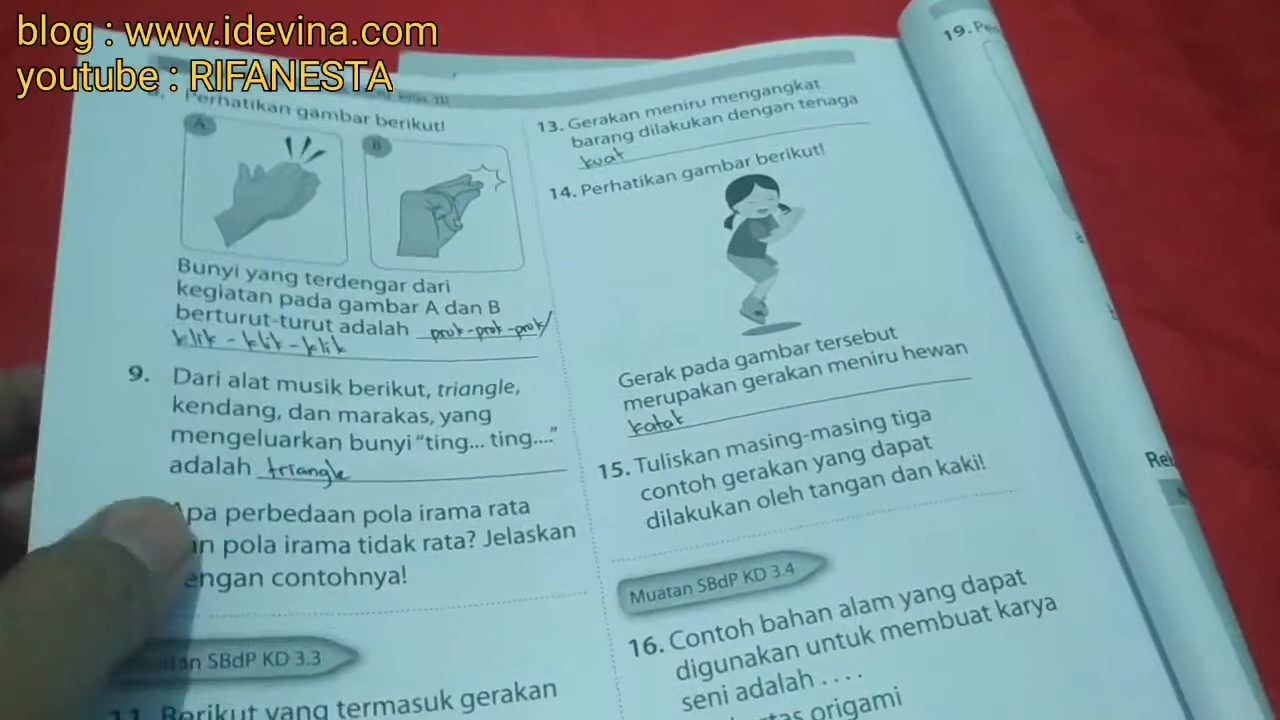 blog : www.idevina.com
youtube : RIFANESTA
Perhatikan gambar berikut!
A
B
Bunyi yang terdengar dari
kegiatan pada gambar A dan B
berturut-turut adalah prok-prok-prok/
klik - klik - klik
9. Dari alat musik berikut, triangle,
kendang, dan marakas, yang
mengeluarkan bunyi "ting... ting...."
adalah triangle
Apa perbedaan pola irama rata
pola irama tidak rata? Jelaskan
contohnya!
SBdP KD 3.3
11. Berikut yang termasuk gerakan
13. Gerakan meniru mengangkat
barang dilakukan dengan tenaga
kuat
14. Perhatikan gambar berikut!
Gerak pada gambar tersebut
merupakan gerakan meniru hewan
katak
15. Tuliskan masing-masing tiga
contoh gerakan yang dapat
dilakukan oleh tangan dan kaki!
Muatan SBdP KD 3.4
16. Contoh bahan alam yang dapat
digunakan untuk membuat karya
seni adalah . . . .
origami
19.